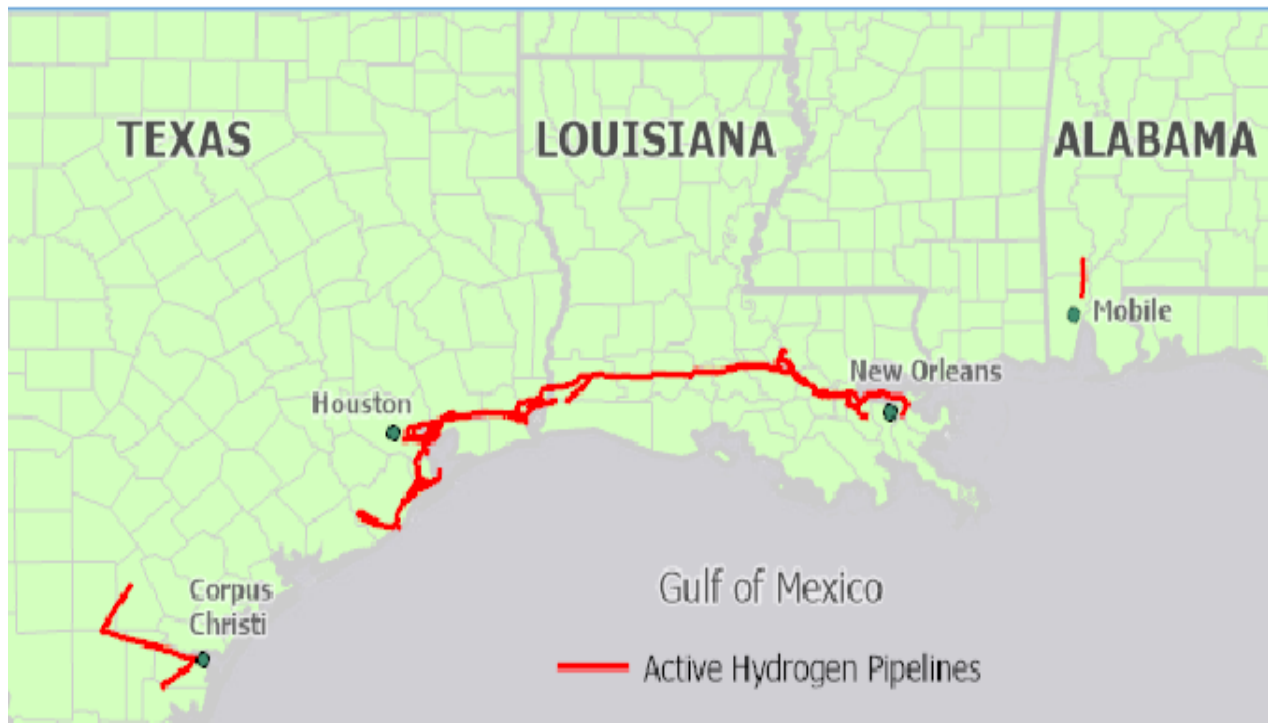 TEXAS
LOUISIANA
ALABAMA
Mobile
New Orleans
Houston
Corpus
Christi
Gulf of Mexico
Active Hydrogen Pipelines